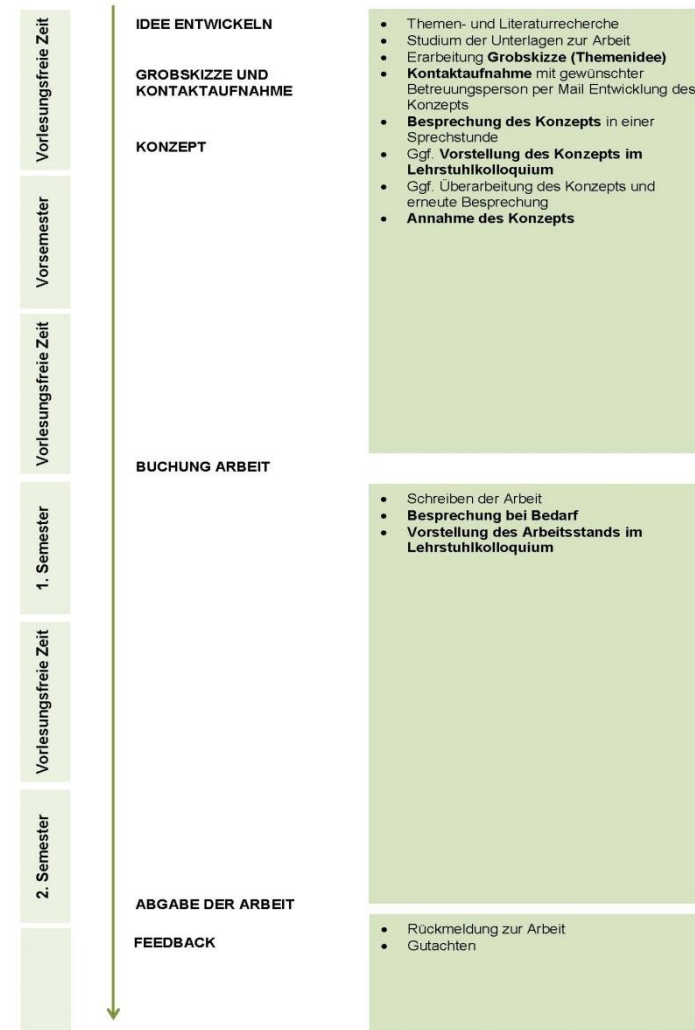 Vorlesungsfreie Zeit
Vorsemester
Vorlesungsfreie Zeit
1. Semester
Vorlesungsfreie Zeit
2. Semester
IDEE ENTWICKELN
GROBSKIZZE UND
KONTAKTAUFNAHME
KONZEPT
BUCHUNG ARBEIT
ABGABE DER ARBEIT
FEEDBACK
• Themen- und Literaturrecherche
• Studium der Unterlagen zur Arbeit
• Erarbeitung Grobskizze (Themenidee)
• Kontaktaufnahme mit gewünschter
Betreuungsperson per Mail Entwicklung des
Konzepts
• Besprechung des Konzepts in einer
Sprechstunde
• Ggf. Vorstellung des Konzepts im
Lehrstuhlkolloquium
• Ggf. Überarbeitung des Konzepts und
erneute Besprechung
• Annahme des Konzepts
• Schreiben der Arbeit
• Besprechung bei Bedarf
• Vorstellung des Arbeitsstands im
Lehrstuhlkolloquium
• Rückmeldung zur Arbeit
• Gutachten